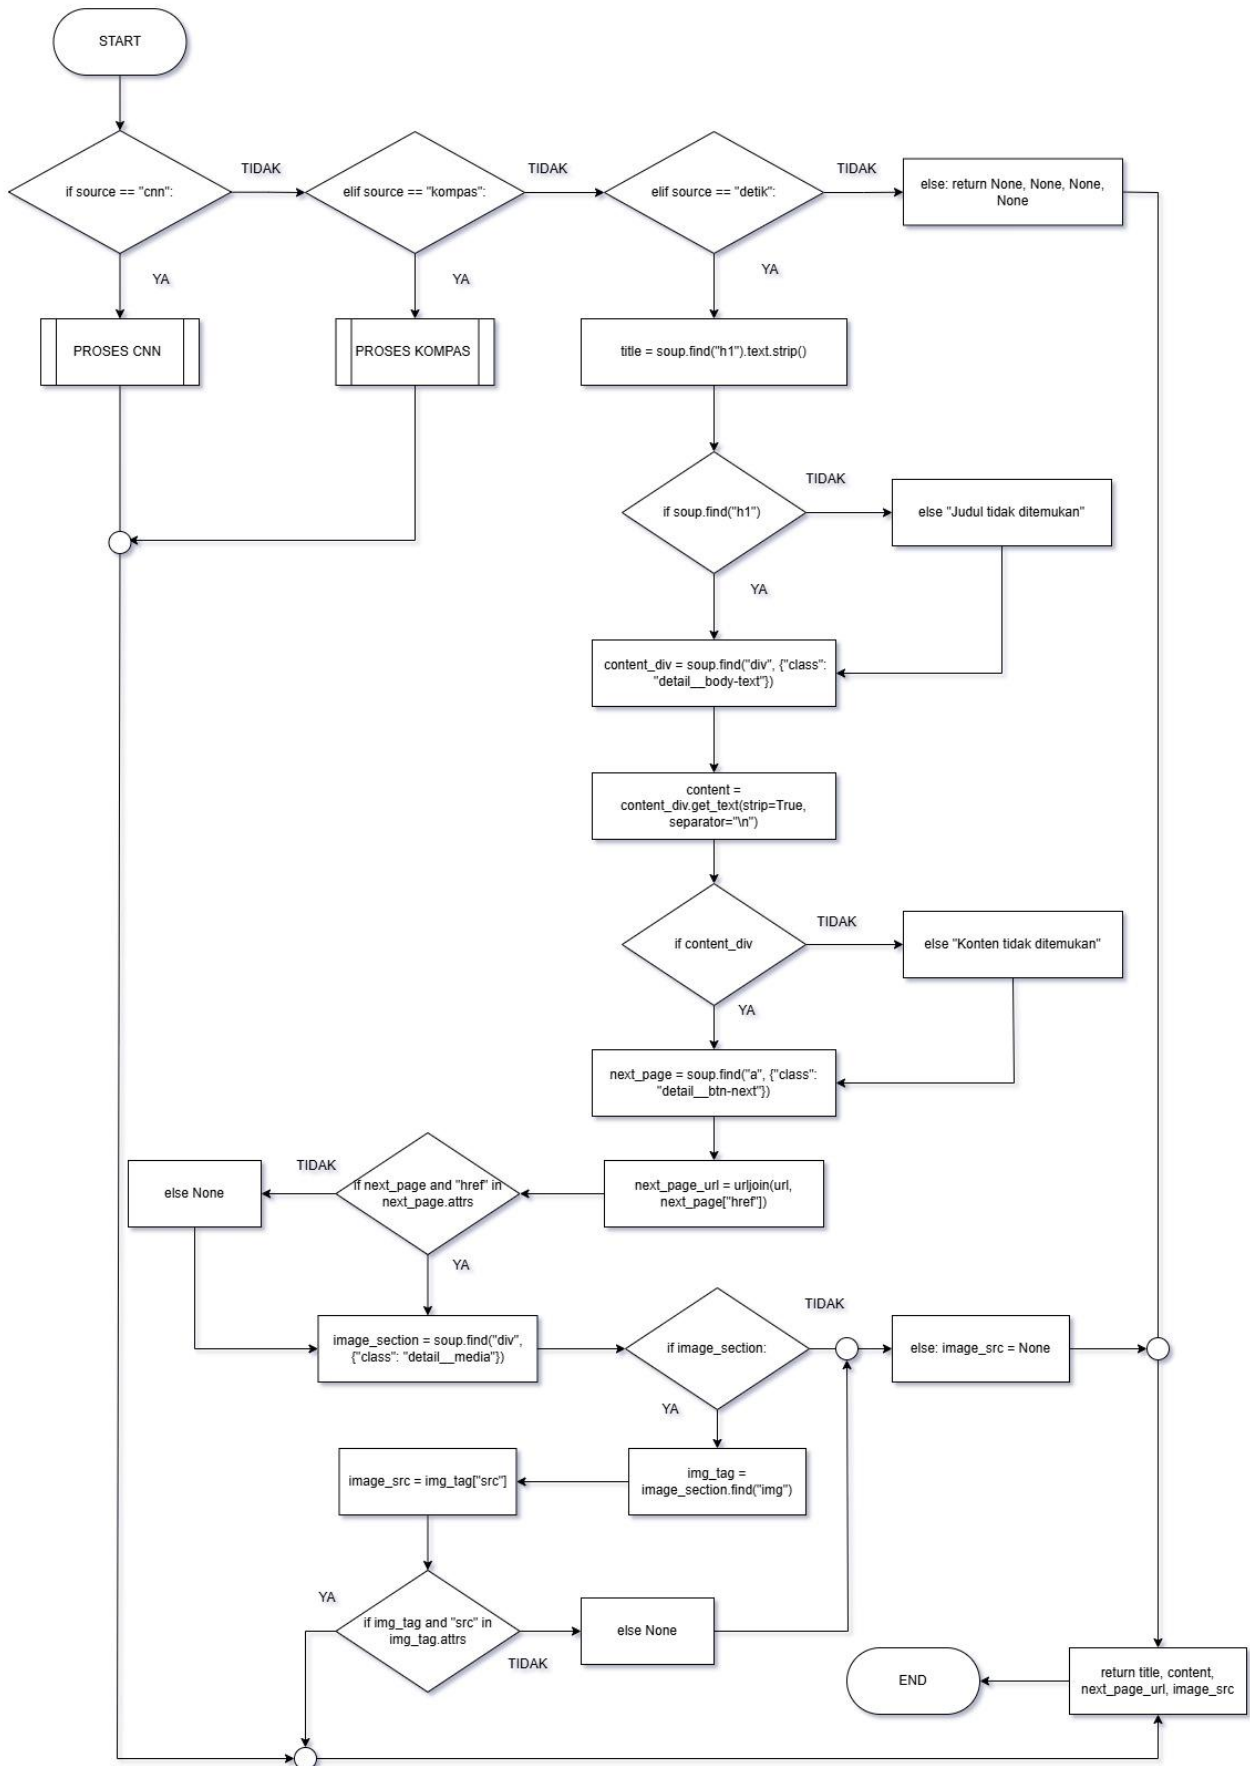 START
if source == "cnn":
TIDAK
elif source == "kompas":
TIDAK
elif source == "detik":
TIDAK
else: return None, None, None,
None
YA
YA
YA
PROSES CNN
PROSES KOMPAS
title = soup.find("h1").text.strip()
if soup.find("h1")
TIDAK
else "Judul tidak ditemukan"
YA
content_div = soup.find("div", {"class":
"detail__body-text"})
content =
content_div.get_text(strip=True,
separator="\n")
if content_div
TIDAK
else "Konten tidak ditemukan"
YA
next_page = soup.find("a", {"class":
"detail__btn-next"})
next_page_url = urljoin(url,
next_page["href"])
if next_page and "href" in
next_page.attrs
TIDAK
else None
YA
image_section = soup.find("div",
{"class": "detail__media"})
if image_section:
TIDAK
else: image_src = None
YA
img_tag =
image_section.find("img")
image_src = img_tag["src"]
if img_tag and "src" in
img_tag.attrs
YA
TIDAK
else None
return title, content,
next_page_url, image_src
END